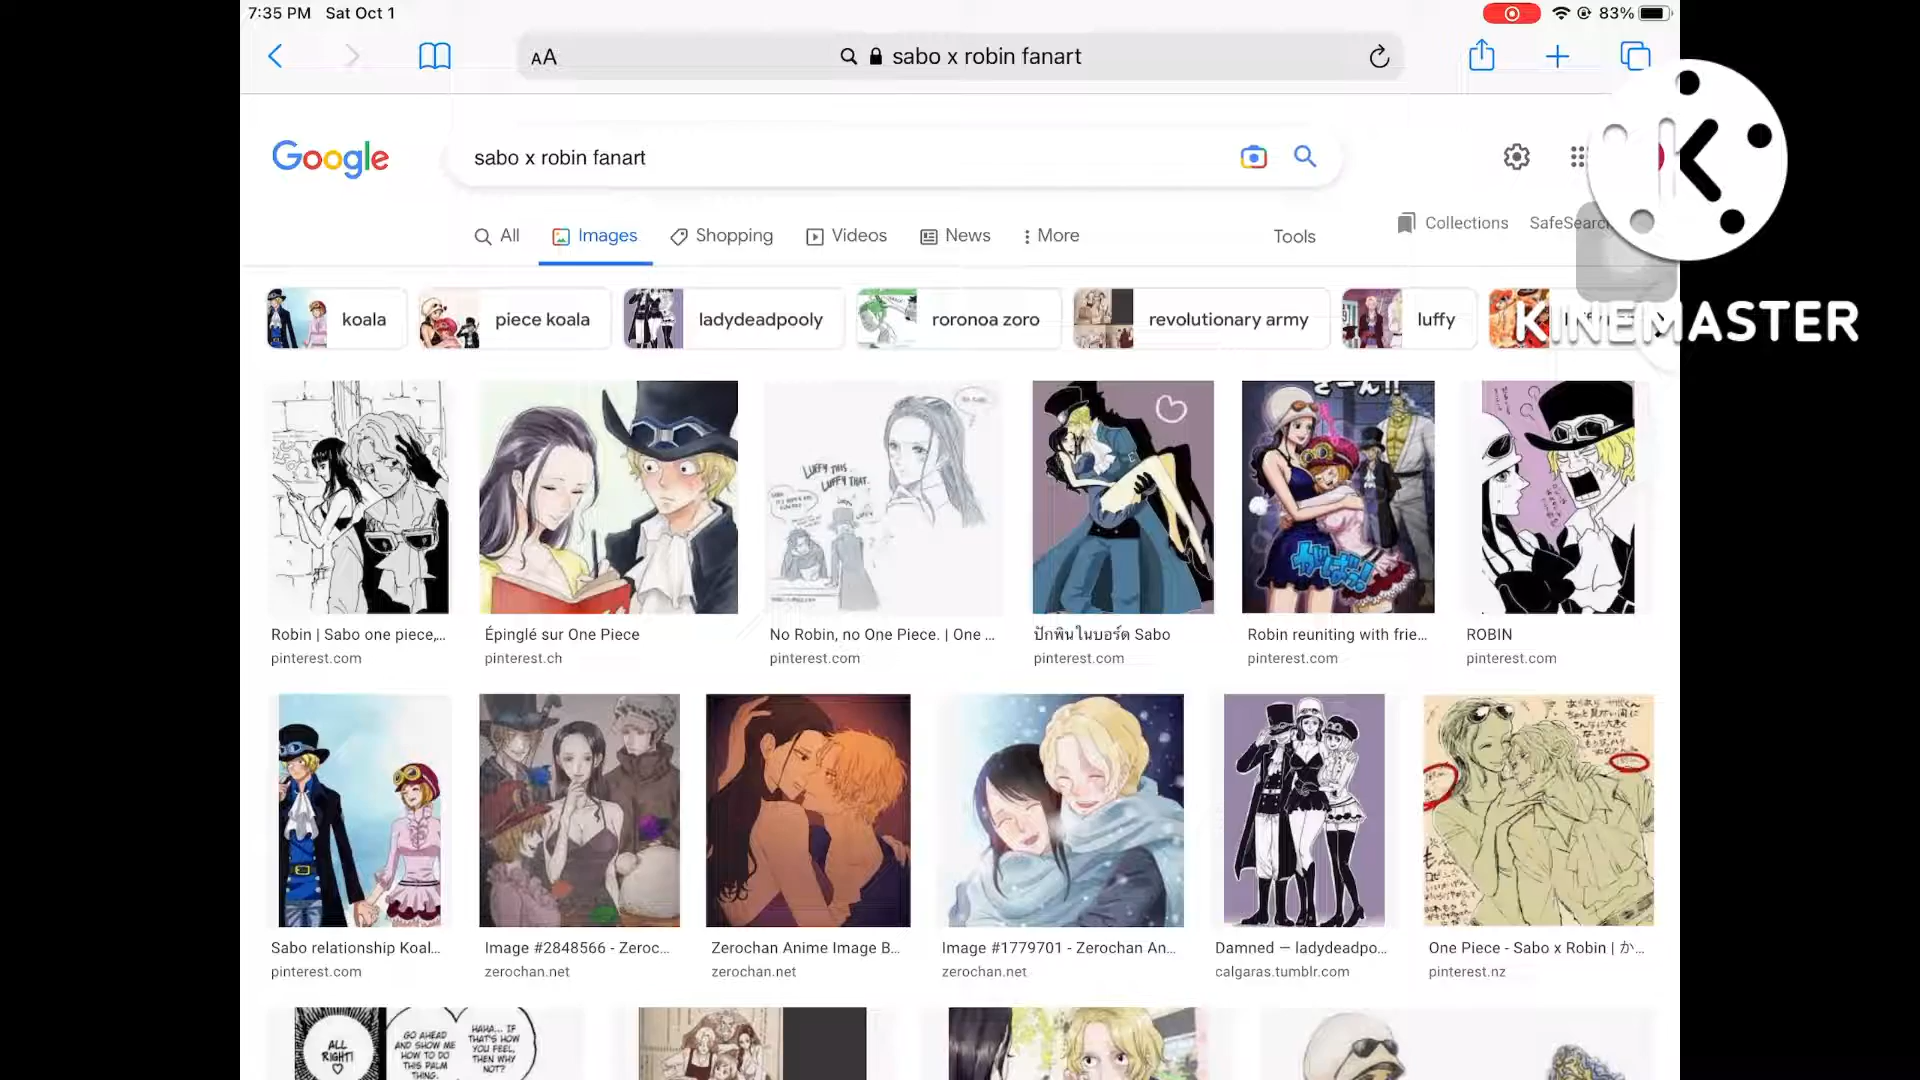 7:35 PM Sat Oct 1
83%
AA
sabo x robin fanart
Google
sabo x robin fanart
All
Images
Shopping
Videos
News
More
Tools
Collections
SafeSearch
koala
piece koala
ladydeadpooly
roronoa zoro
revolutionary army
luffy
KINEMASTER
LUFFY THIS..
LUFFY THAT..
Robin | Sabo one piece,...
pinterest.com
Épinglé sur One Piece
pinterest.ch
No Robin, no One Piece. | One ...
pinterest.com
ปักพินในบอร์ด Sabo
pinterest.com
Robin reuniting with frie...
pinterest.com
ROBIN
pinterest.com
Sabo relationship Koal...
pinterest.com
Image #2848566 - Zeroc...
zerochan.net
Zerochan Anime Image B...
zerochan.net
Image #1779701 - Zerochan An...
zerochan.net
Damned — ladydeadpo...
calgaras.tumblr.com
One Piece - Sabo x Robin | か...
pinterest.nz
ALL
RIGHT!
GO AHEAD
AND SHOW ME
HOW TO DO
THIS PALM
THING.
HAHA... IF
THAT'S HOW
YOU FEEL,
THEN WHY
NOT?